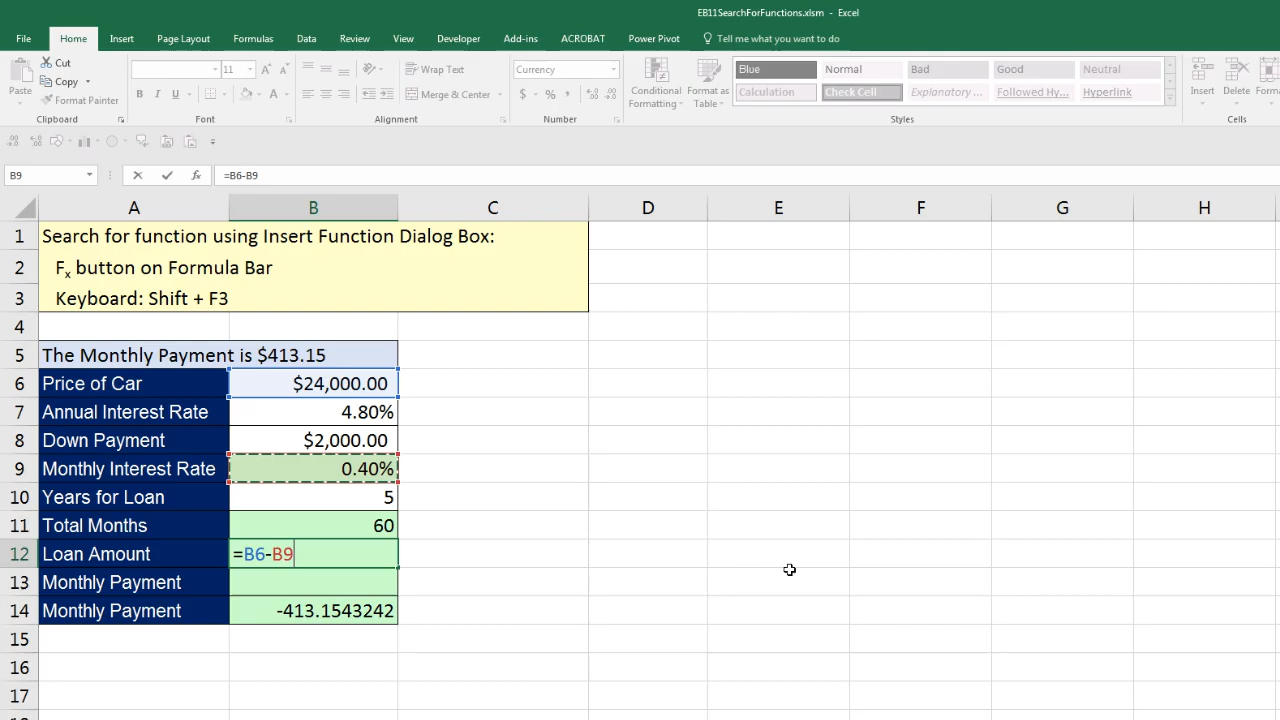 EB11SearchForFunctions.xlsm - Excel
File Home Insert Page Layout Formulas Data Review View Developer Add-ins ACROBAT Power Pivot Tell me what you want to do
Paste
Cut
Copy
Format Painter
Clipboard
11 A A
B I U A
Font
Wrap Text
Merge & Center
Alignment
Currency
$ % , .0 .00
Number
Conditional Formatting
Format as Table
Blue Normal Bad Good Neutral
Calculation Check Cell Explanatory ... Followed Hy... Hyperlink
Styles
Insert Delete Forma
Cells
B9 fx =B6-B9
A B C D E F G H
1 Search for function using Insert Function Dialog Box:
2 Fx button on Formula Bar
3 Keyboard: Shift + F3
4
5 The Monthly Payment is $413.15
6 Price of Car $24,000.00
7 Annual Interest Rate 4.80%
8 Down Payment $2,000.00
9 Monthly Interest Rate 0.40%
10 Years for Loan 5
11 Total Months 60
12 Loan Amount =B6-B9
13 Monthly Payment
14 Monthly Payment -413.1543242
15
16
17